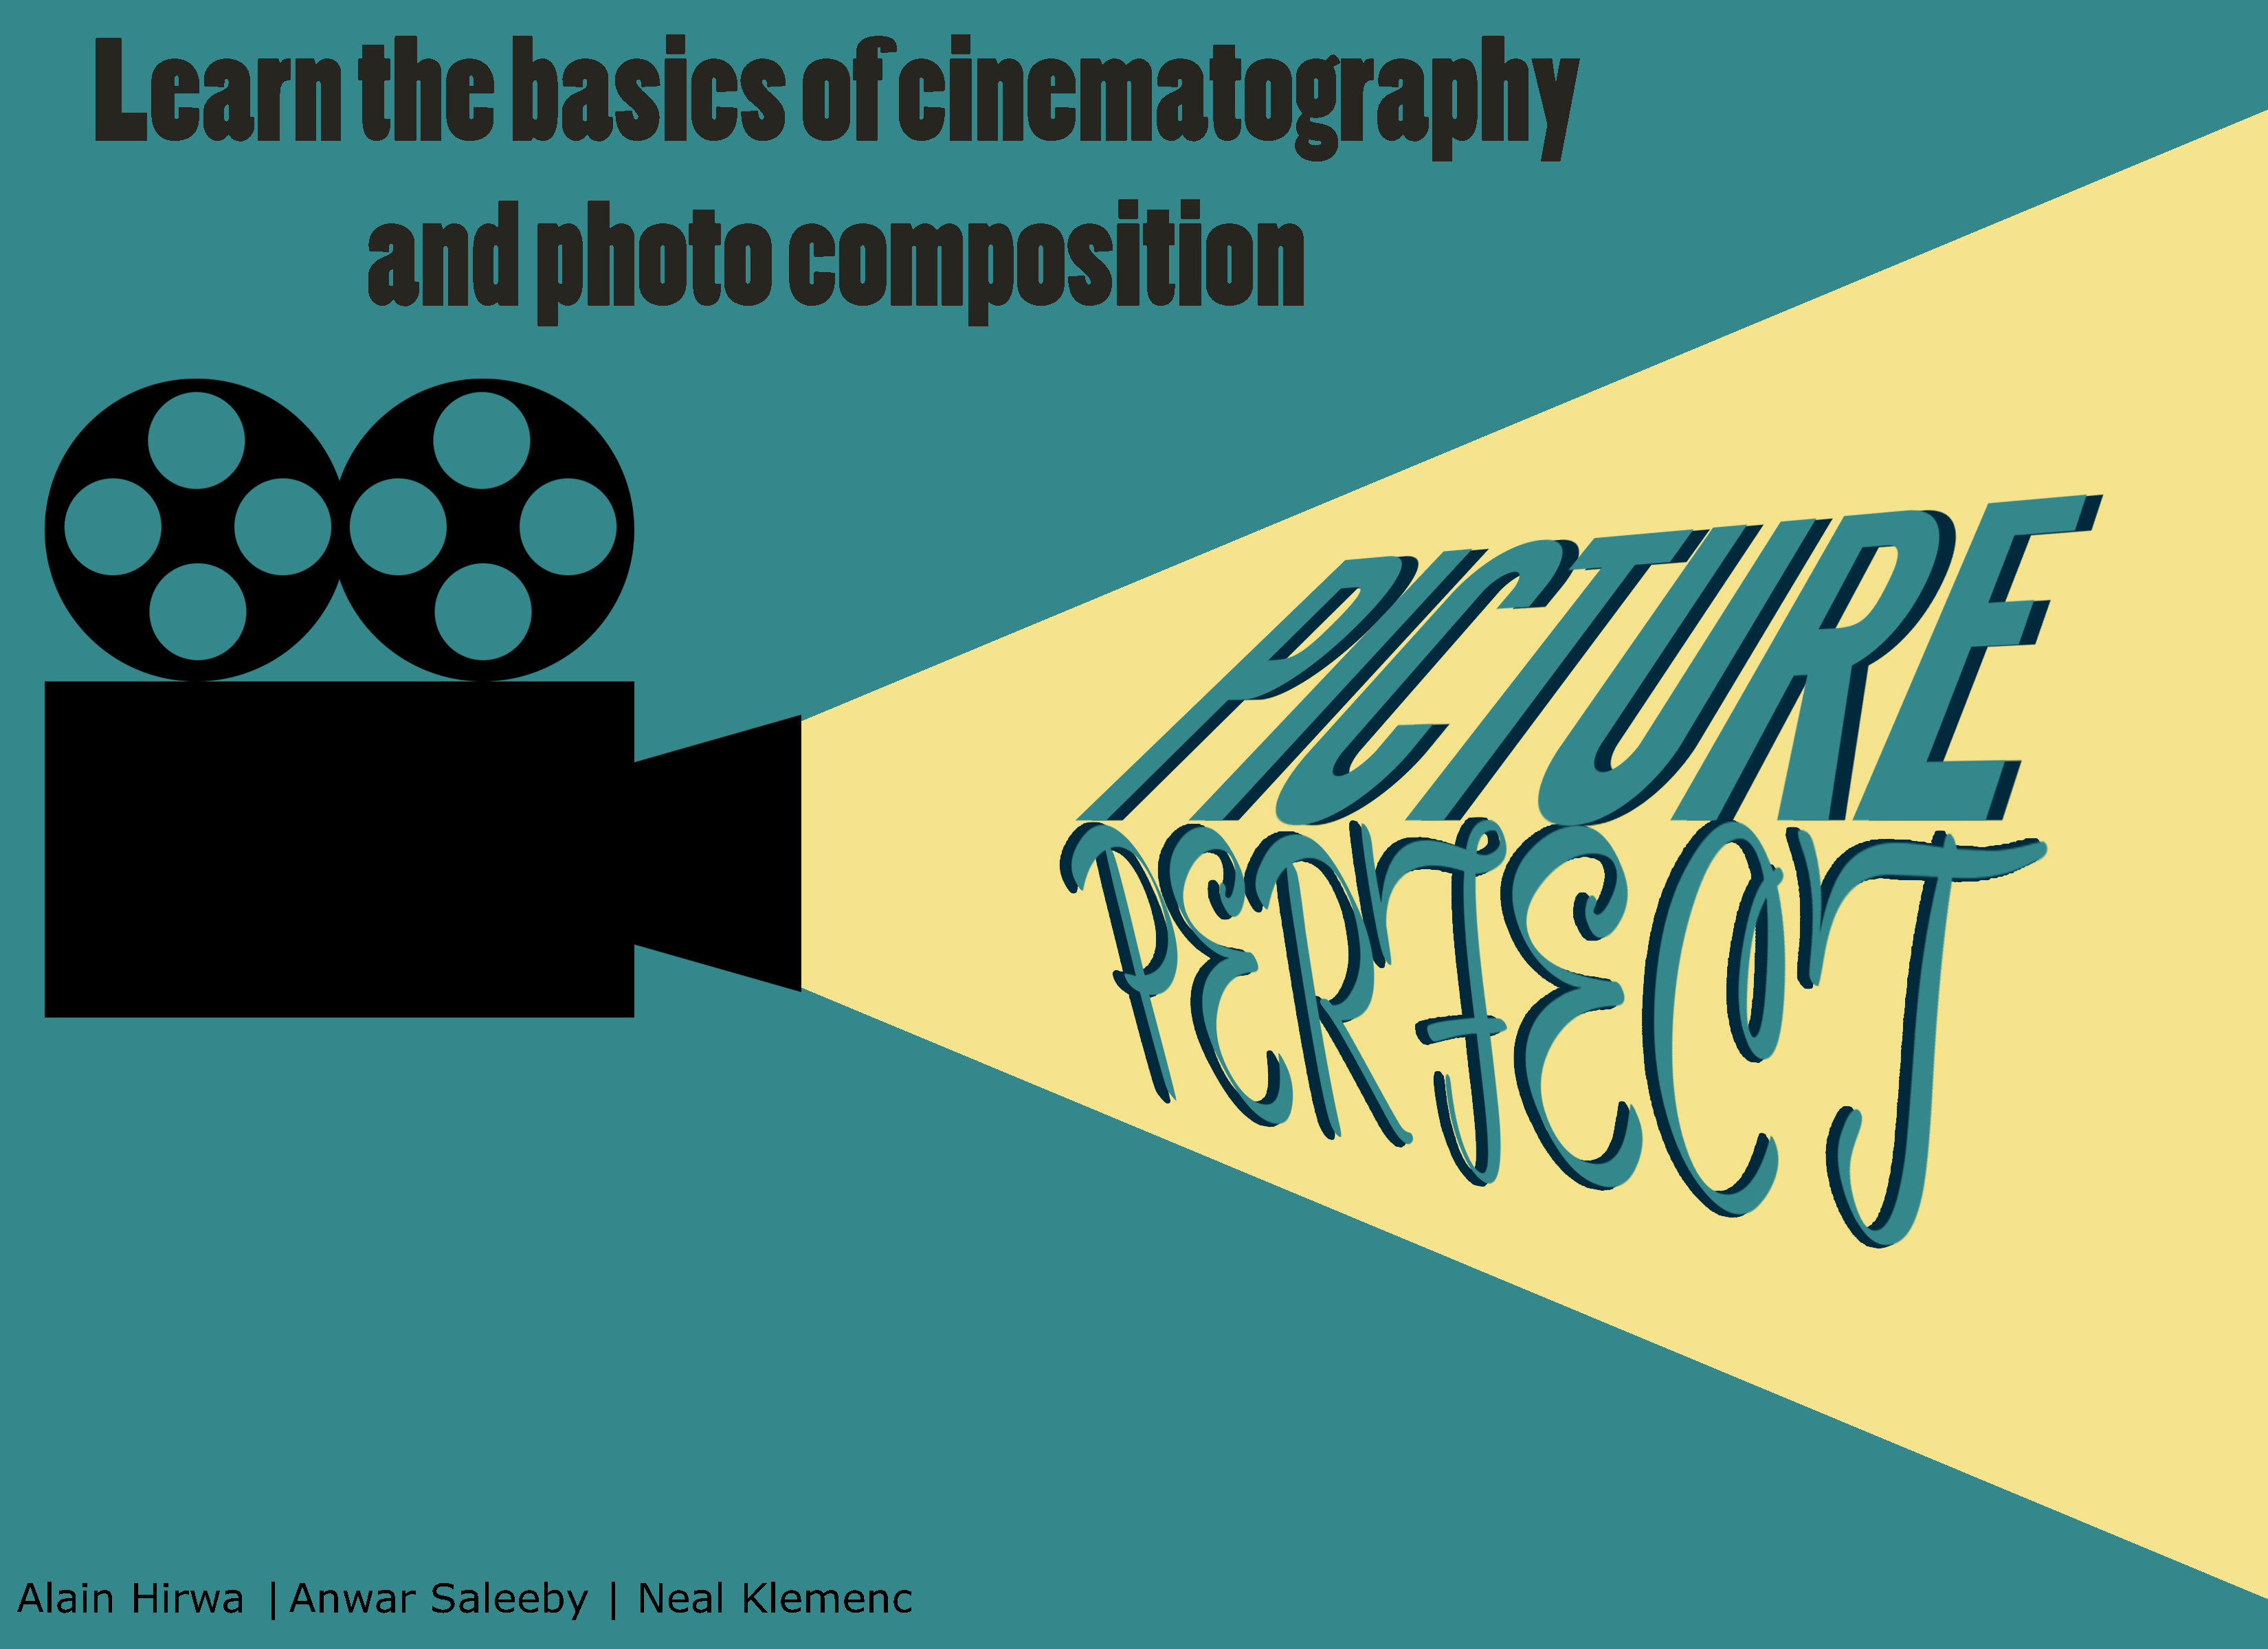 Learn the basics of cinematography
and photo composition
PICTURE
PERFECT
Alain Hirwa | Anwar Saleeby | Neal Klemenc